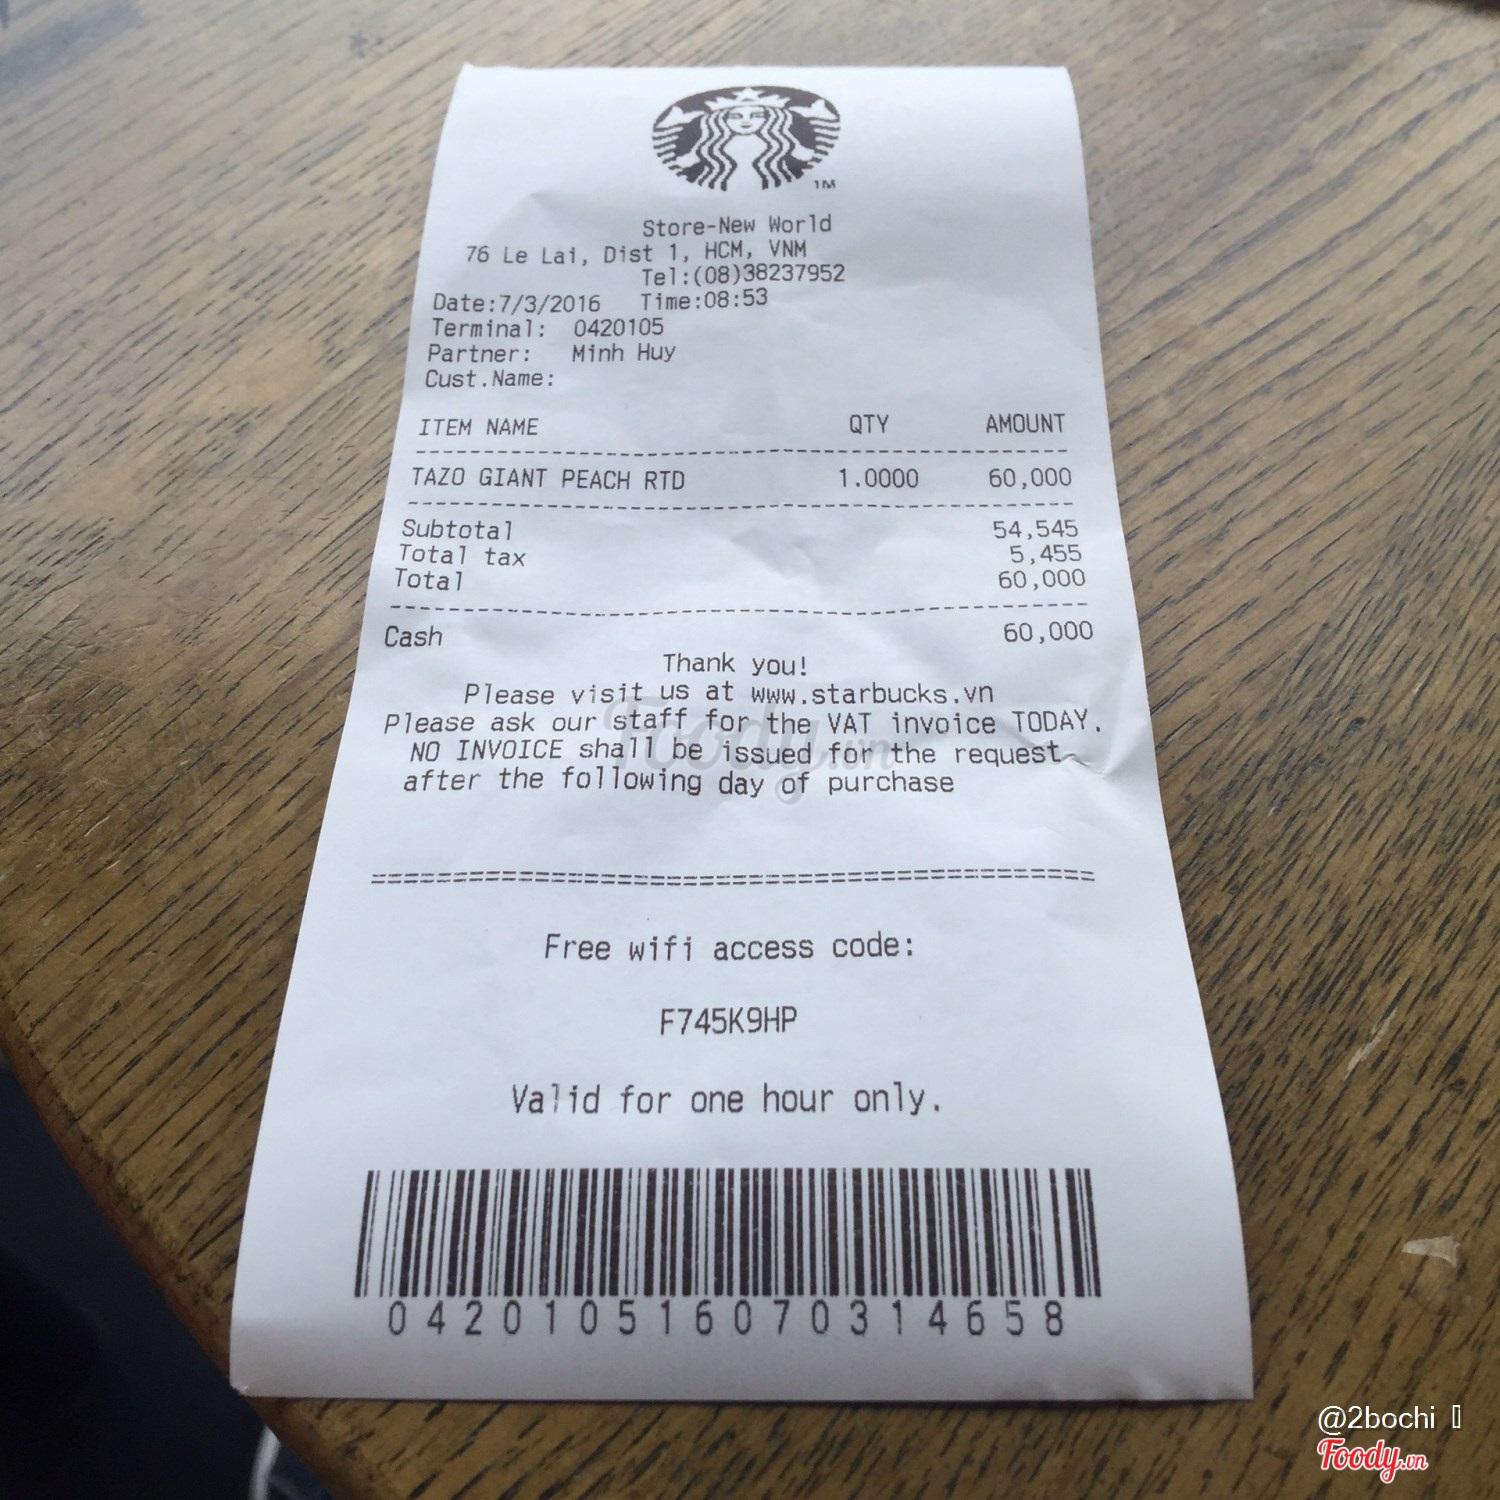 TM
Store-New World
76 Le Lai, Dist 1, HCM, VNM
Tel:(08)38237952
Date:7/3/2016 Time:08:53
Terminal: 0420105
Partner: Minh Huy
Cust.Name:
ITEM NAME QTY AMOUNT
TAZO GIANT PEACH RTD 1.0000 60,000
Subtotal 54,545
Total tax 5,455
Total 60,000
Cash 60,000
Thank you!
Please visit us at www.starbucks.vn
Please ask our staff for the VAT invoice TODAY.
NO INVOICE shall be issued for the request
after the following day of purchase
Foody.vn
Free wifi access code:
F745K9HP
Valid for one hour only.
042010516070314658
@2bochi
Foody.vn